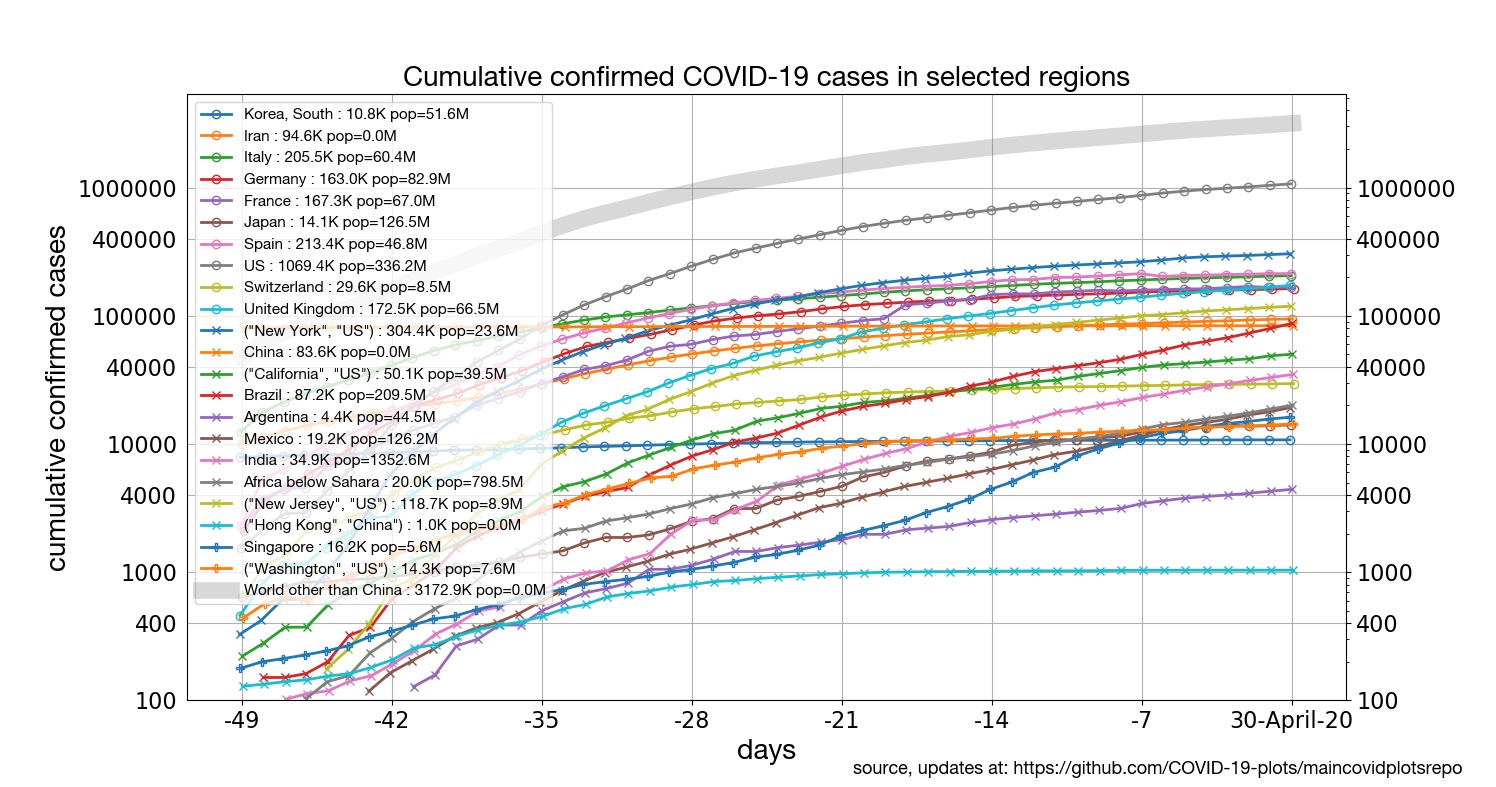 Cumulative confirmed COVID-19 cases in selected regions
Korea, South : 10.8K pop=51.6M
Iran : 94.6K pop=0.0M
Italy : 205.5K pop=60.4M
Germany : 163.0K pop=82.9M
France : 167.3K pop=67.0M
Japan : 14.1K pop=126.5M
Spain : 213.4K pop=46.8M
US : 1069.4K pop=336.2M
Switzerland : 29.6K pop=8.5M
United Kingdom : 172.5K pop=66.5M
("New York", "US") : 304.4K pop=23.6M
China : 83.6K pop=0.0M
("California", "US") : 50.1K pop=39.5M
Brazil : 87.2K pop=209.5M
Argentina : 4.4K pop=44.5M
Mexico : 19.2K pop=126.2M
India : 34.9K pop=1352.6M
Africa below Sahara : 20.0K pop=798.5M
("New Jersey", "US") : 118.7K pop=8.9M
("Hong Kong", "China") : 1.0K pop=0.0M
Singapore : 16.2K pop=5.6M
("Washington", "US") : 14.3K pop=7.6M
World other than China : 3172.9K pop=0.0M
cumulative confirmed cases
1000000
400000
100000
40000
10000
4000
1000
400
100
1000000
400000
100000
40000
10000
4000
1000
400
100
-49
-42
-35
-28
-21
-14
-7
30-April-20
days
source, updates at: https://github.com/COVID-19-plots/maincovidplotsrepo